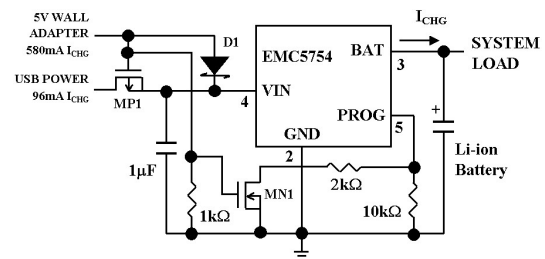 5V WALL
ADAPTER
580mA ICHG
D1
ICHG
EMC5754
BAT
SYSTEM
LOAD
3
USB POWER
96mA ICHG
MP1
4
VIN
PROG
5
GND
2
+
Li-ion
Battery
1μF
MN1
2kΩ
1kΩ
10kΩ